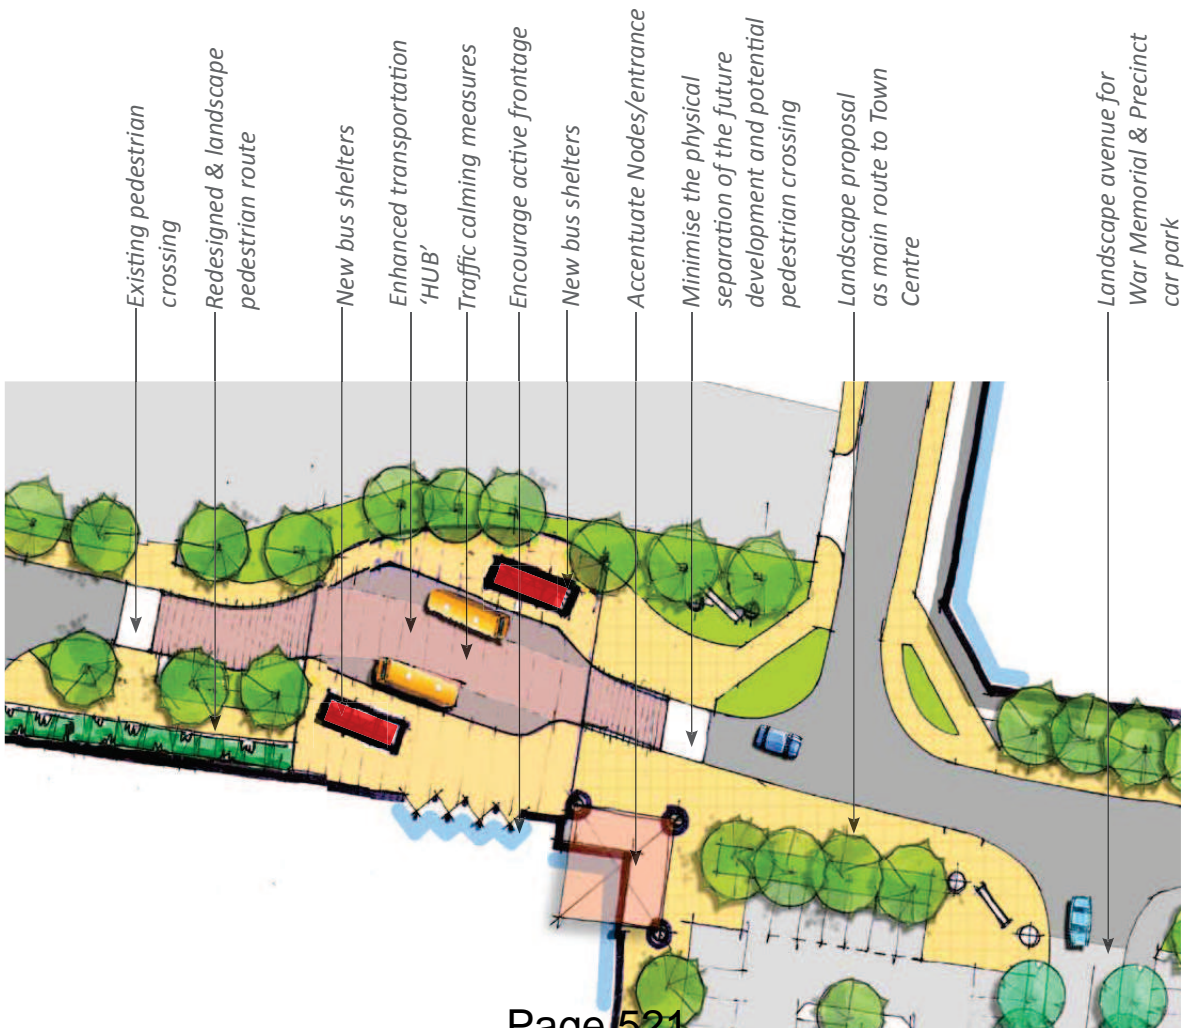 Existing pedestrian
crossing
Redesigned & landscape
pedestrian route
New bus shelters
Enhanced transportation
‘HUB’
Traffic calming measures
Encourage active frontage
New bus shelters
Accentuate Nodes/entrance
Minimise the physical
separation of the future
development and potential
pedestrian crossing
Landscape proposal
as main route to Town
Centre
Landscape avenue for
War Memorial & Precinct
car park
Page 521